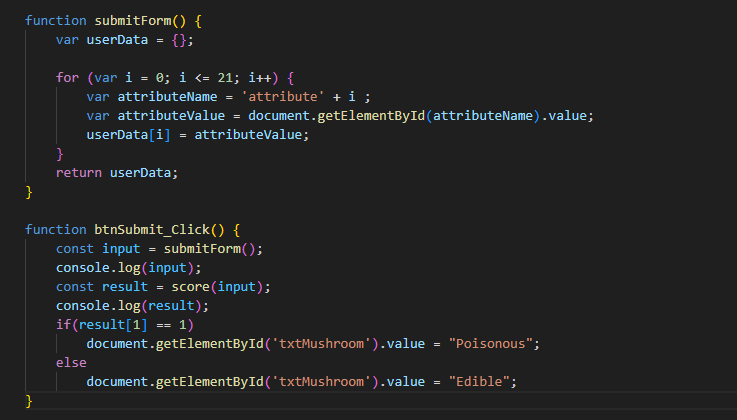 function submitForm() {
    var userData = {};

    for (var i = 0; i <= 21; i++) {
        var attributeName = 'attribute' + i ;
        var attributeValue = document.getElementById(attributeName).value;
        userData[i] = attributeValue;
    }
    return userData;
}

function btnSubmit_Click() {
    const input = submitForm();
    console.log(input);
    const result = score(input);
    console.log(result);
    if(result[1] == 1)
        document.getElementById('txtMushroom').value = "Poisonous";
    else
        document.getElementById('txtMushroom').value = "Edible";
}